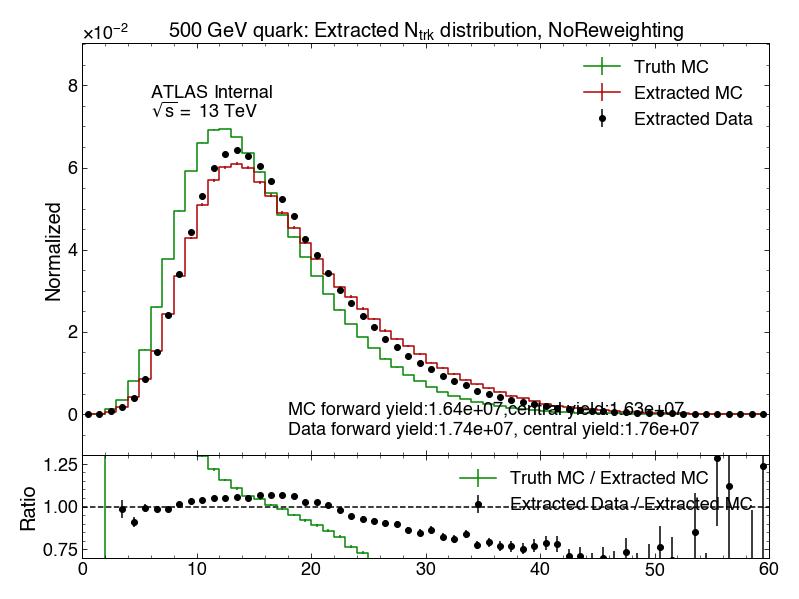 ×10⁻² 500 GeV quark: Extracted N_trk distribution, NoReweighting
ATLAS Internal
√s = 13 TeV
Truth MC
Extracted MC
Extracted Data
Normalized
8
6
4
2
0
MC forward yield:1.64e+07,central yield:1.63e+07
Data forward yield:1.74e+07, central yield:1.76e+07
Ratio
1.25
1.00
0.75
Truth MC / Extracted MC
Extracted Data / Extracted MC
0 10 20 30 40 50 60